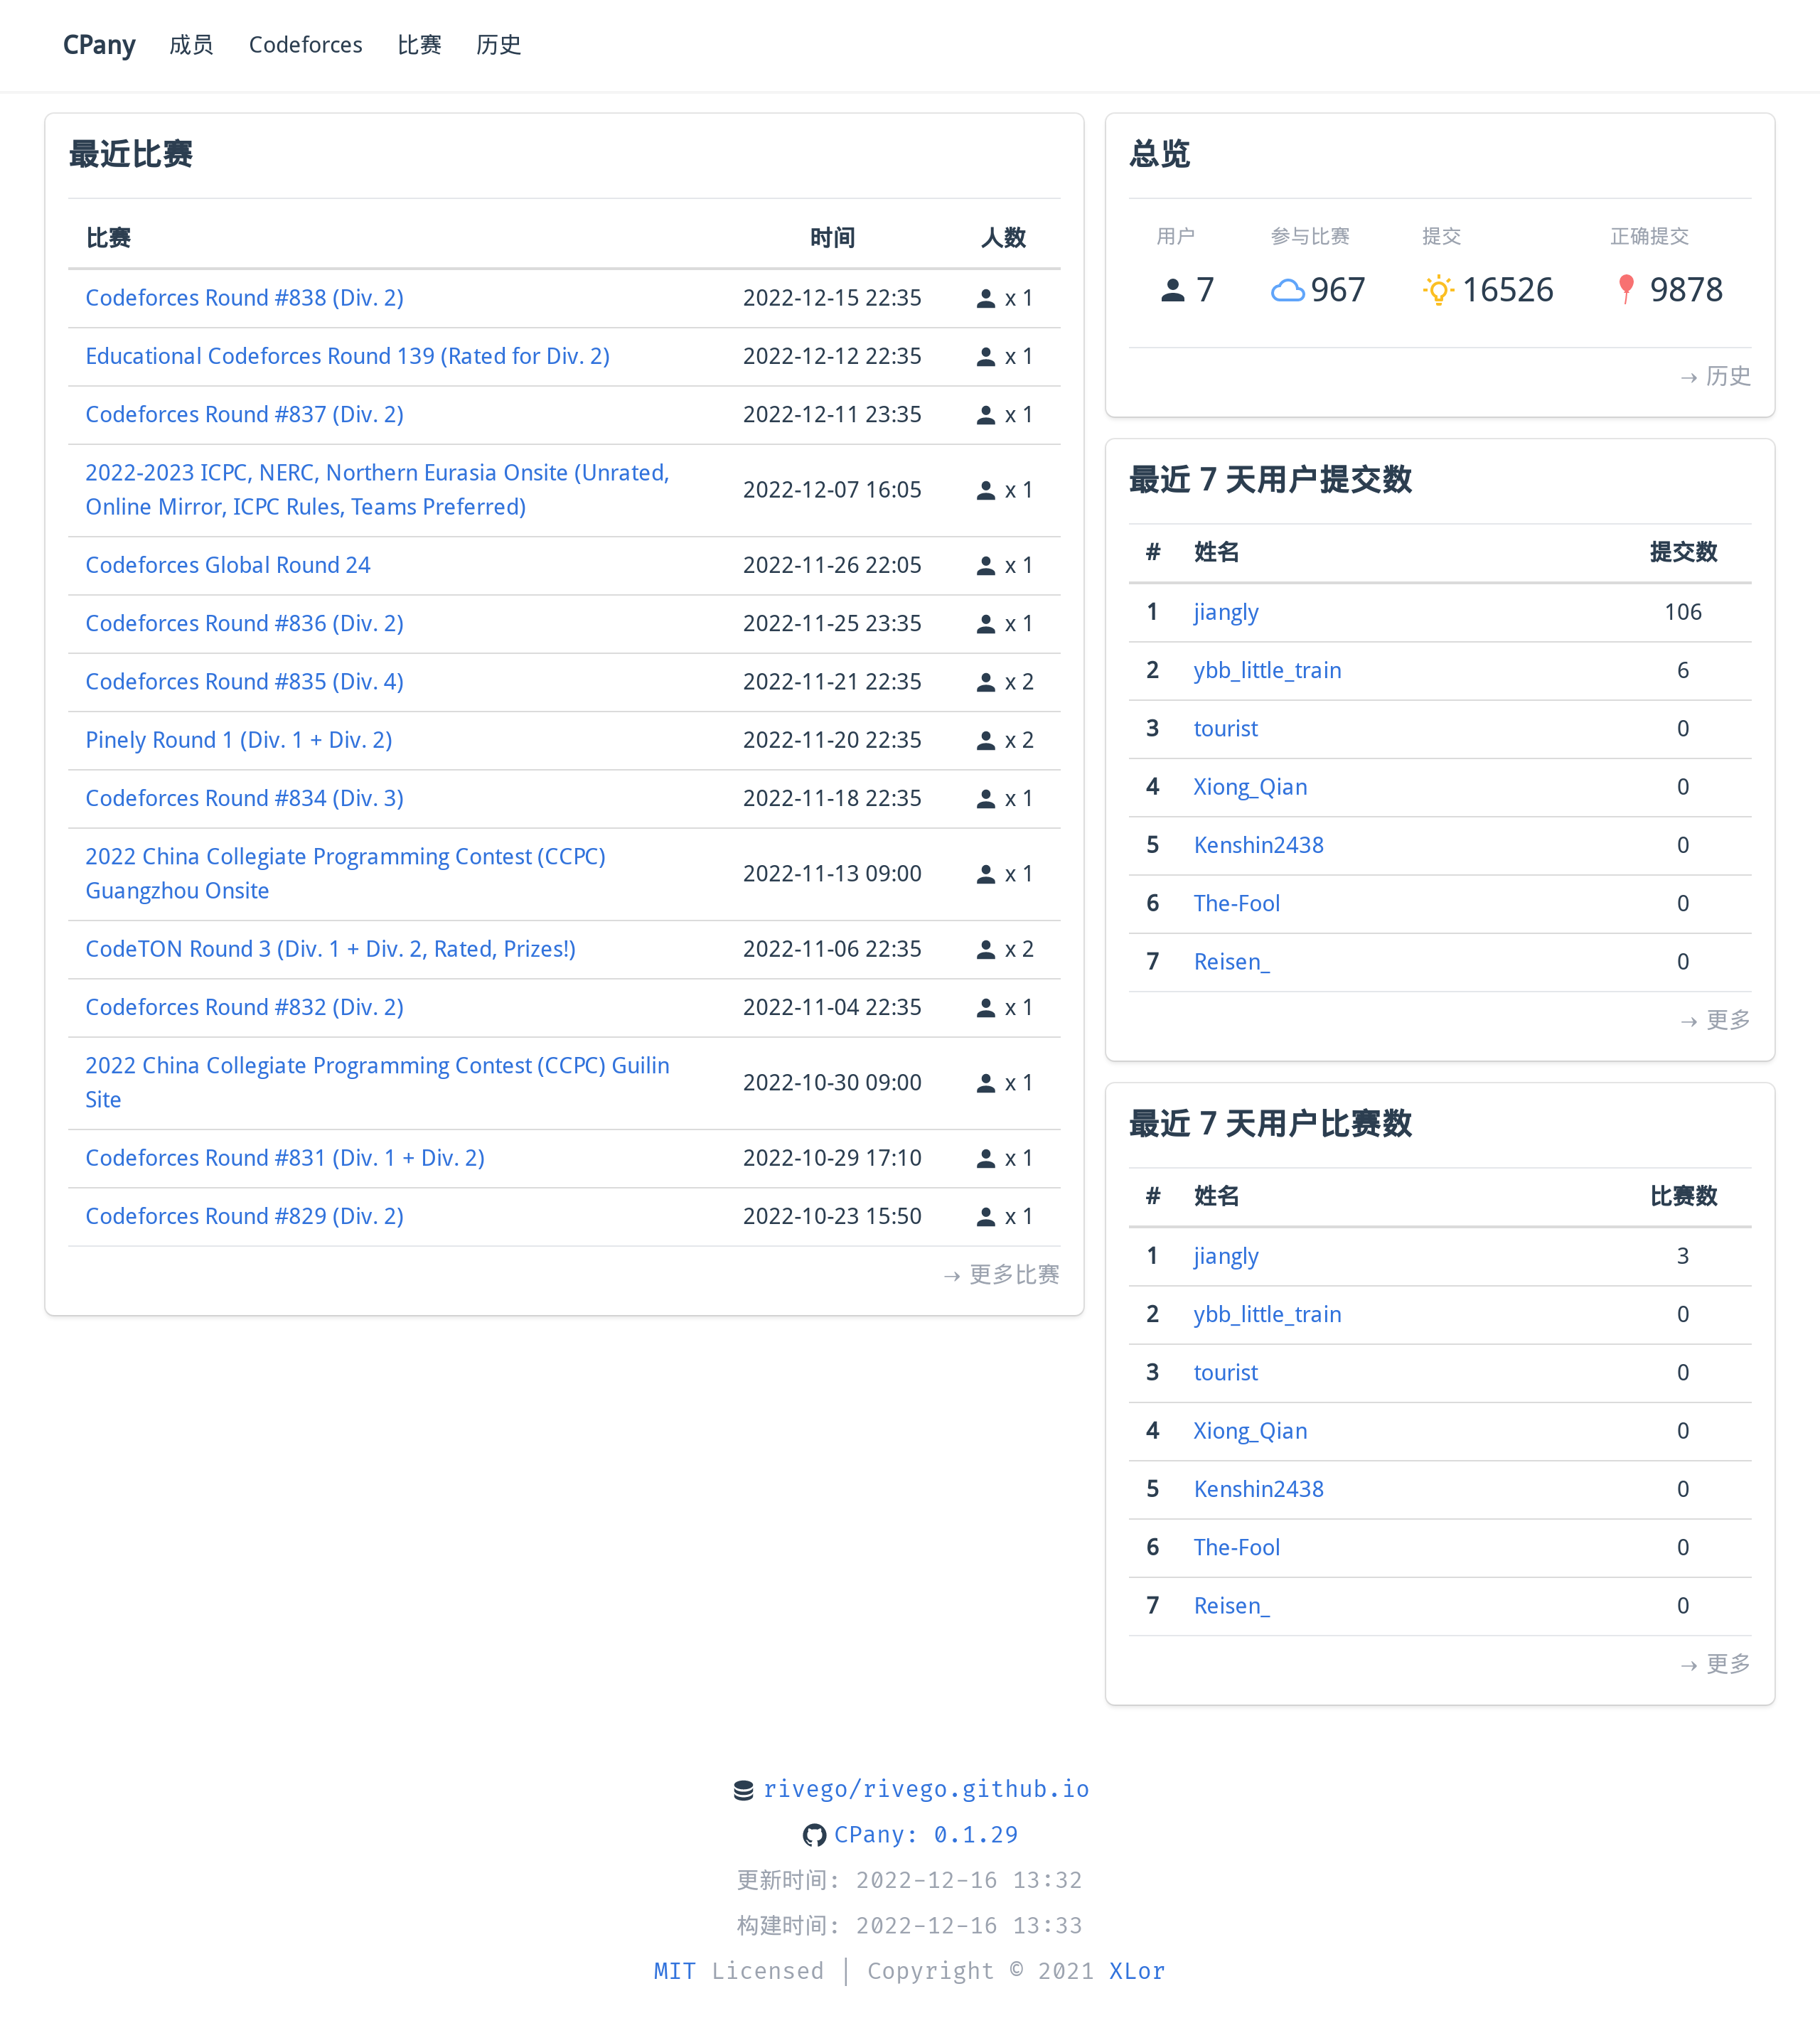 CPany 成员 Codeforces 比赛 历史
最近比赛
比赛 时间 人数
Codeforces Round #838 (Div. 2) 2022-12-15 22:35 x 1
Educational Codeforces Round 139 (Rated for Div. 2) 2022-12-12 22:35 x 1
Codeforces Round #837 (Div. 2) 2022-12-11 23:35 x 1
2022-2023 ICPC, NERC, Northern Eurasia Onsite (Unrated,
Online Mirror, ICPC Rules, Teams Preferred) 2022-12-07 16:05 x 1
Codeforces Global Round 24 2022-11-26 22:05 x 1
Codeforces Round #836 (Div. 2) 2022-11-25 23:35 x 1
Codeforces Round #835 (Div. 4) 2022-11-21 22:35 x 2
Pinely Round 1 (Div. 1 + Div. 2) 2022-11-20 22:35 x 2
Codeforces Round #834 (Div. 3) 2022-11-18 22:35 x 1
2022 China Collegiate Programming Contest (CCPC)
Guangzhou Onsite 2022-11-13 09:00 x 1
CodeTON Round 3 (Div. 1 + Div. 2, Rated, Prizes!) 2022-11-06 22:35 x 2
Codeforces Round #832 (Div. 2) 2022-11-04 22:35 x 1
2022 China Collegiate Programming Contest (CCPC) Guilin
Site 2022-10-30 09:00 x 1
Codeforces Round #831 (Div. 1 + Div. 2) 2022-10-29 17:10 x 1
Codeforces Round #829 (Div. 2) 2022-10-23 15:50 x 1
→ 更多比赛
总览
用户 参与比赛 提交 正确提交
7 967 16526 9878
→ 历史
最近 7 天用户提交数
# 姓名 提交数
1 jiangly 106
2 ybb_little_train 6
3 tourist 0
4 Xiong_Qian 0
5 Kenshin2438 0
6 The-Fool 0
7 Reisen_ 0
→ 更多
最近 7 天用户比赛数
# 姓名 比赛数
1 jiangly 3
2 ybb_little_train 0
3 tourist 0
4 Xiong_Qian 0
5 Kenshin2438 0
6 The-Fool 0
7 Reisen_ 0
→ 更多
rivego/rivego.github.io
CPany: 0.1.29
更新时间: 2022-12-16 13:32
构建时间: 2022-12-16 13:33
MIT Licensed | Copyright © 2021 XLor